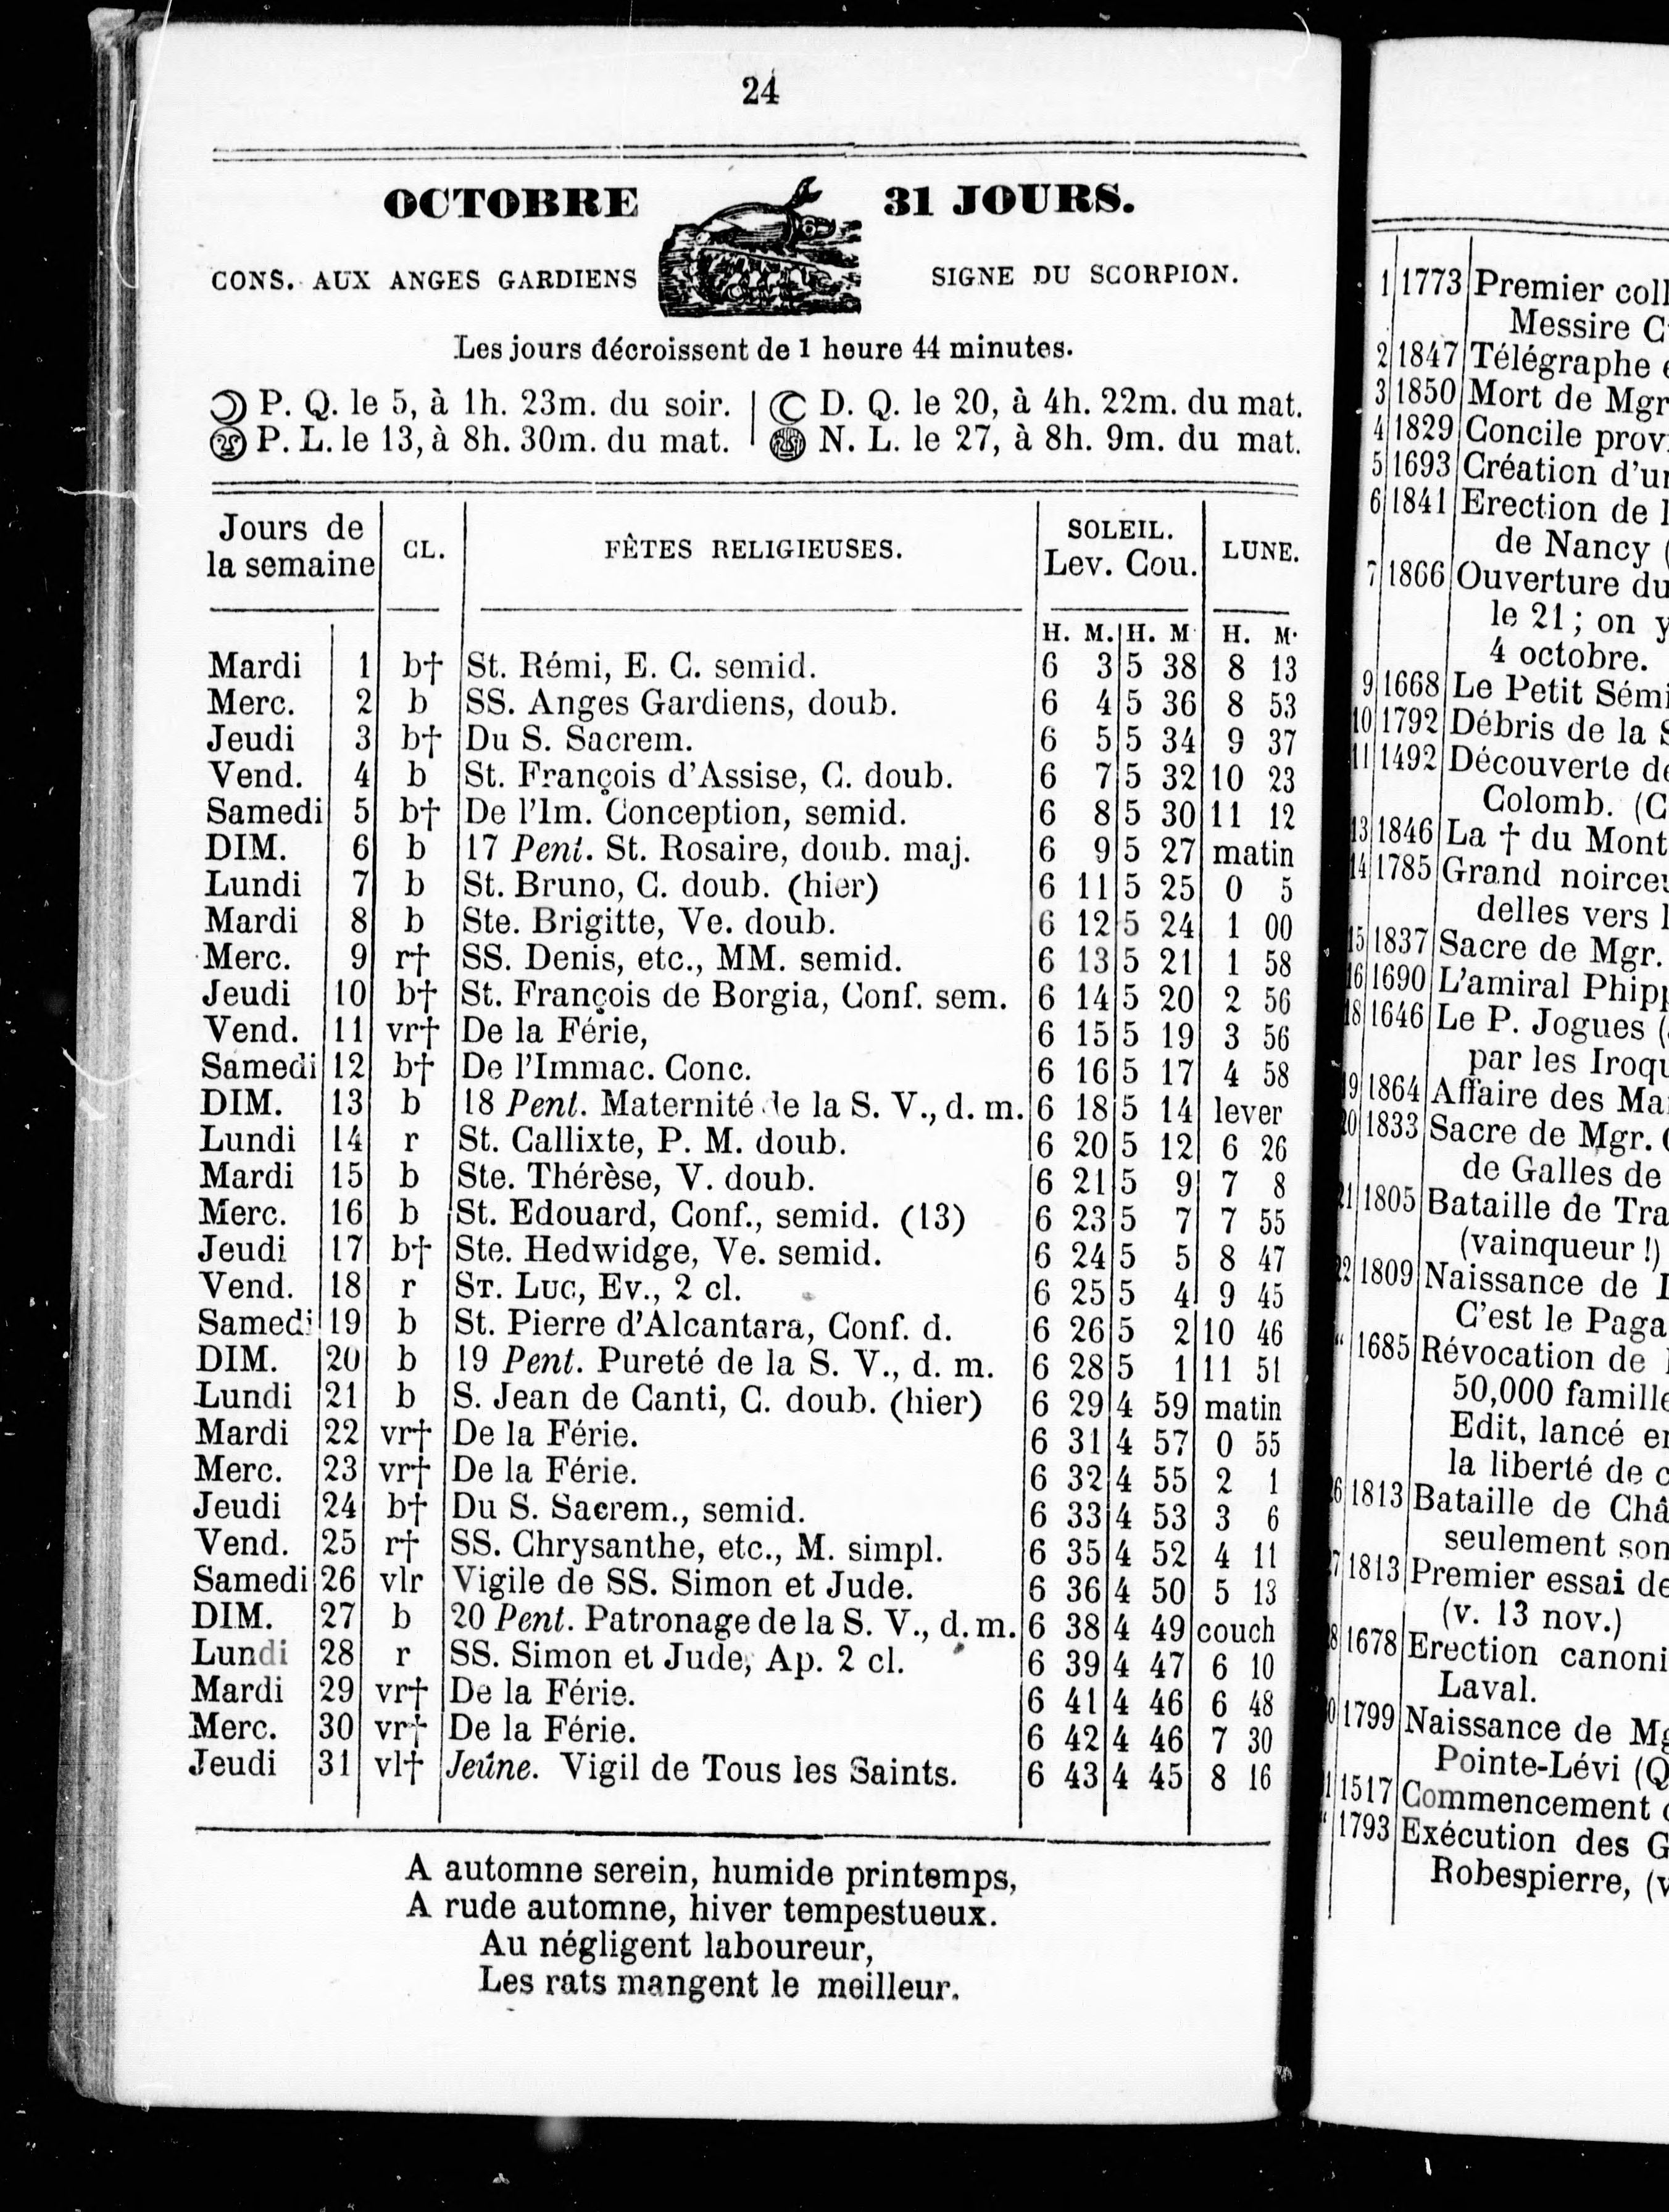 24
OCTOBRE 31 JOURS.
CONS. AUX ANGES GARDIENS SIGNE DU SCORPION.
Les jours décroissent de 1 heure 44 minutes.
P. Q. le 5, à 1h. 23m. du soir. D. Q. le 20, à 4h. 22m. du mat.
P. L. le 13, à 8h. 30m. du mat. N. L. le 27, à 8h. 9m. du mat.
Jours de la semaine CL. FÊTES RELIGIEUSES. SOLEIL. Lev. Cou. LUNE.
H. M. H. M H. M.
Mardi 1 b† St. Rémi, E. C. semid. 6 3 5 38 8 13
Merc. 2 b SS. Anges Gardiens, doub. 6 4 5 36 8 53
Jeudi 3 b† Du S. Sacrem. 6 5 5 34 9 37
Vend. 4 b St. François d'Assise, C. doub. 6 7 5 32 10 23
Samedi 5 b† De l'Im. Conception, semid. 6 8 5 30 11 12
DIM. 6 b 17 Pent. St. Rosaire, doub. maj. 6 9 5 27 matin
Lundi 7 b St. Bruno, C. doub. (hier) 6 11 5 25 0 5
Mardi 8 b Ste. Brigitte, Ve. doub. 6 12 5 24 1 00
Merc. 9 r† SS. Denis, etc., MM. semid. 6 13 5 21 1 58
Jeudi 10 b† St. François de Borgia, Conf. sem. 6 14 5 20 2 56
Vend. 11 vr† De la Férie, 6 15 5 19 3 56
Samedi 12 b† De l'Immac. Conc. 6 16 5 17 4 58
DIM. 13 b 18 Pent. Maternité de la S. V., d. m. 6 18 5 14 lever
Lundi 14 r St. Callixte, P. M. doub. 6 20 5 12 6 26
Mardi 15 b Ste. Thérèse, V. doub. 6 21 5 9 7 8
Merc. 16 b St. Edouard, Conf., semid. (13) 6 23 5 7 7 55
Jeudi 17 b† Ste. Hedwidge, Ve. semid. 6 24 5 5 8 47
Vend. 18 r ST. LUC, Ev., 2 cl. 6 25 5 4 9 45
Samedi 19 b St. Pierre d'Alcantara, Conf. d. 6 26 5 2 10 46
DIM. 20 b 19 Pent. Pureté de la S. V., d. m. 6 28 5 1 11 51
Lundi 21 b S. Jean de Canti, C. doub. (hier) 6 29 4 59 matin
Mardi 22 vr† De la Férie. 6 31 4 57 0 55
Merc. 23 vr† De la Férie. 6 32 4 55 2 1
Jeudi 24 b† Du S. Sacrem., semid. 6 33 4 53 3 6
Vend. 25 r† SS. Chrysanthe, etc., M. simpl. 6 35 4 52 4 11
Samedi 26 vlr Vigile de SS. Simon et Jude. 6 36 4 50 5 13
DIM. 27 b 20 Pent. Patronage de la S. V., d. m. 6 38 4 49 couch
Lundi 28 r SS. Simon et Jude, Ap. 2 cl. 6 39 4 47 6 10
Mardi 29 vr† De la Férie. 6 41 4 46 6 48
Merc. 30 vr† De la Férie. 6 42 4 46 7 30
Jeudi 31 vl† Jeûne. Vigil de Tous les Saints. 6 43 4 45 8 16
A automne serein, humide printemps,
A rude automne, hiver tempestueux.
Au négligent laboureur,
Les rats mangent le meilleur.
1 1773 Premier coll
Messire C
2 1847 Télégraphe
3 1850 Mort de Mgr
4 1829 Concile prov
5 1693 Création d'un
6 1841 Erection de
de Nancy (
7 1866 Ouverture du
le 21 ; on y
4 octobre.
9 1668 Le Petit Sémi
10 1792 Débris de la S
11 1492 Découverte de
Colomb. (C
13 1846 La † du Mont
14 1785 Grand noirceu
delles vers
15 1837 Sacre de Mgr.
16 1690 L'amiral Phipp
18 1646 Le P. Jogues (
par les Iroqu
19 1864 Affaire des Ma
20 1833 Sacre de Mgr.
de Galles de
21 1805 Bataille de Tra
(vainqueur !)
22 1809 Naissance de
C'est le Paga
" 1685 Révocation de
50,000 famille
Edit, lancé en
la liberté de c
26 1813 Bataille de Châ
seulement son
27 1813 Premier essai de
(v. 13 nov.)
28 1678 Erection canoni
Laval.
30 1799 Naissance de Mg
Pointe-Lévi (Q
31 1517 Commencement
" 1793 Exécution des G
Robespierre, (v